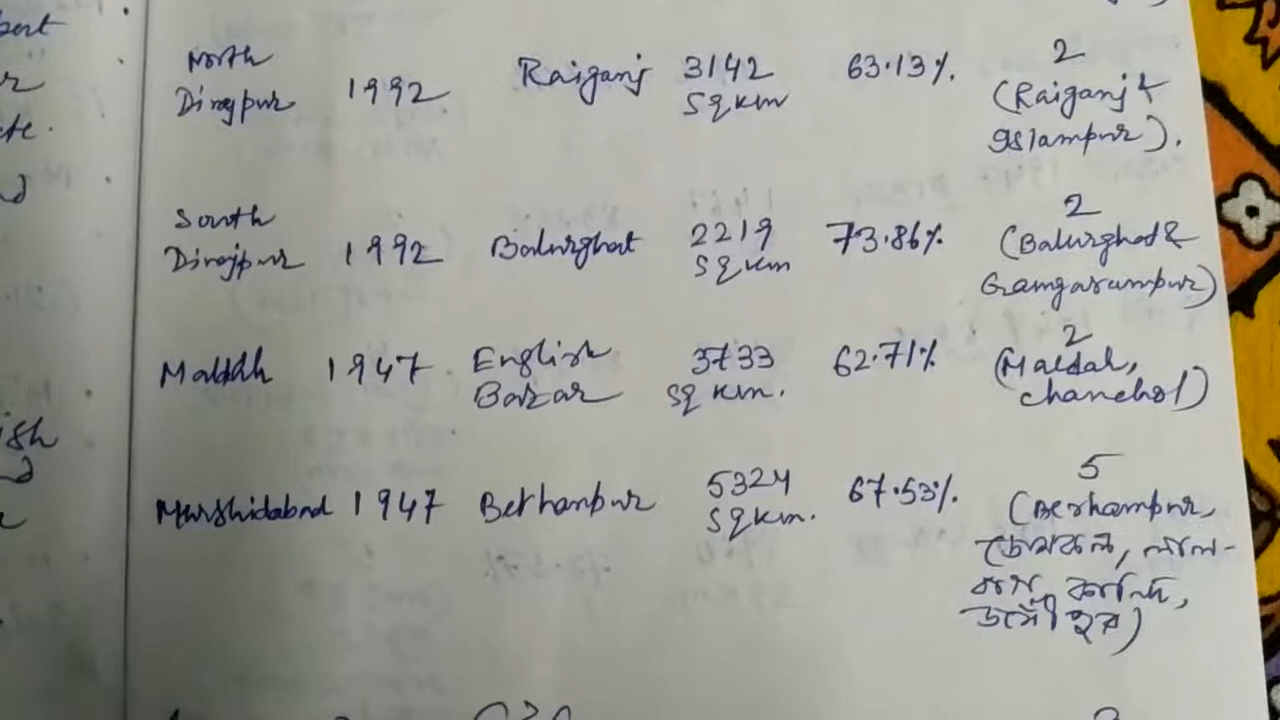 North
Dinajpur 1992 Raiganj 3142 sq km 63.13%. 2
(Raiganj &
Islampur).
South
Dinajpur 1992 Balurghat 2219 sq km 73.86% 2
(Balurghat &
Gangarampur)
Maldah 1947 English Bazar 3733 sq km. 62.71% 2
(Maldah,
chanchol)
Murshidabad 1947 Berhampur 5324 sq km. 67.53%. 5
(Berhampur,
ডোমকল, লাল-
বাগ, কান্দি,